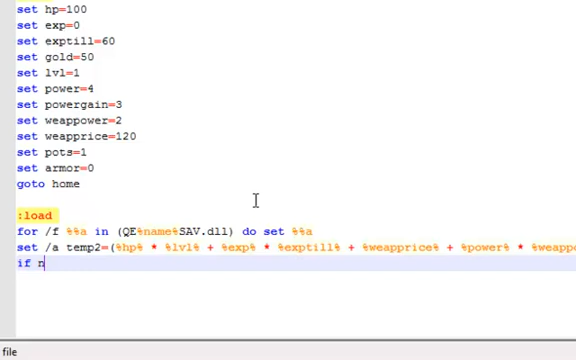 set hp=100
set exp=0
set exptill=60
set gold=50
set lvl=1
set power=4
set powergain=3
set weappower=2
set weapprice=120
set pots=1
set armor=0
goto home
:load
for /f %%a in (QE%name%SAV.dll) do set %%a
set /a temp2=(%hp% * %lvl% + %exp% * %exptill% + %weapprice% + %power% * %weappo
if n
file